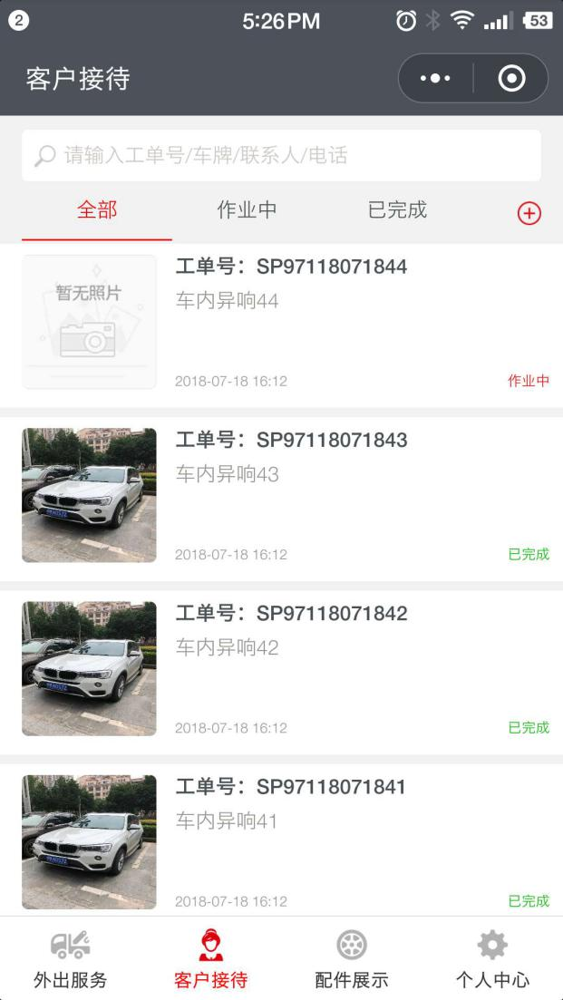 2
5:26PM
53
客户接待
请输入工单号/车牌/联系人/电话
全部
作业中
已完成
暂无照片
工单号：SP97118071844
车内异响44
2018-07-18 16:12
作业中
工单号：SP97118071843
车内异响43
2018-07-18 16:12
已完成
工单号：SP97118071842
车内异响42
2018-07-18 16:12
已完成
工单号：SP97118071841
车内异响41
2018-07-18 16:12
已完成
外出服务
客户接待
配件展示
个人中心